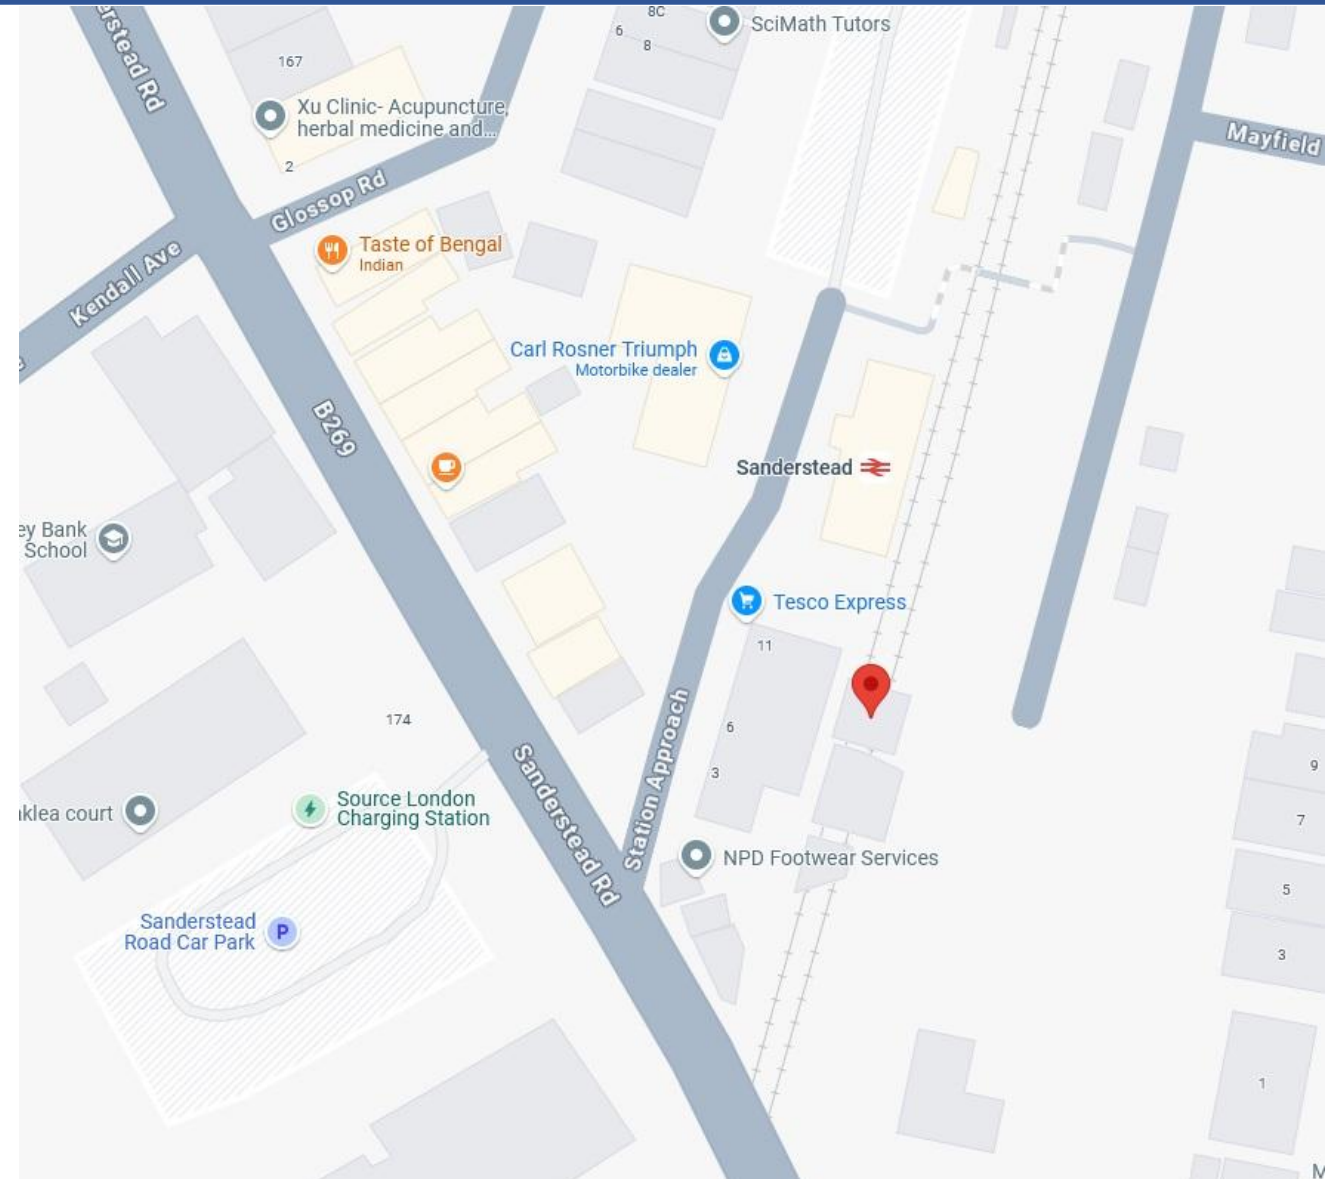 8C
6
8
SciMath Tutors
erstead Rd
167
Xu Clinic- Acupuncture,
herbal medicine and...
2
Mayfield
Glossop Rd
Taste of Bengal
Indian
Kendall Ave
Carl Rosner Triumph
Motorbike dealer
B269
Sanderstead
ey Bank
School
Tesco Express
11
174
6
3
Station Approach
Sanderstead Rd
Source London
Charging Station
klea court
NPD Footwear Services
Sanderstead
Road Car Park
P
9
7
5
3
1
M